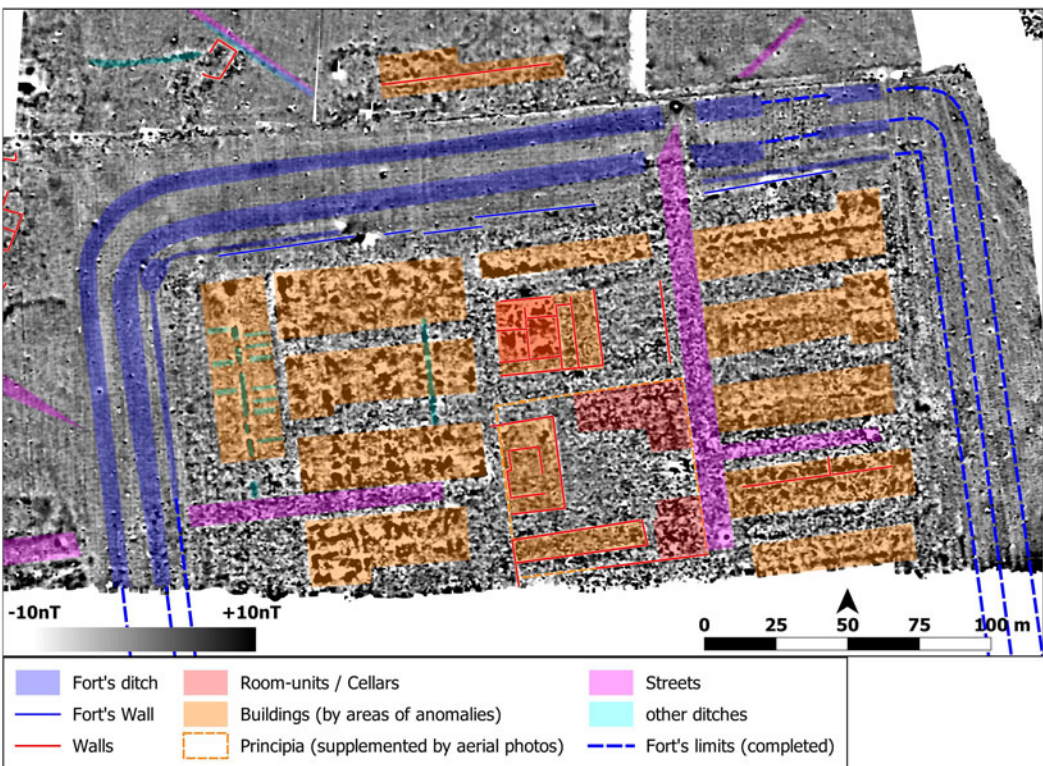 -10nT +10nT
0 25 50 75 100 m
Fort's ditch Room-units / Cellars Streets
Fort's Wall Buildings (by areas of anomalies) other ditches
Walls Principia (supplemented by aerial photos) Fort's limits (completed)